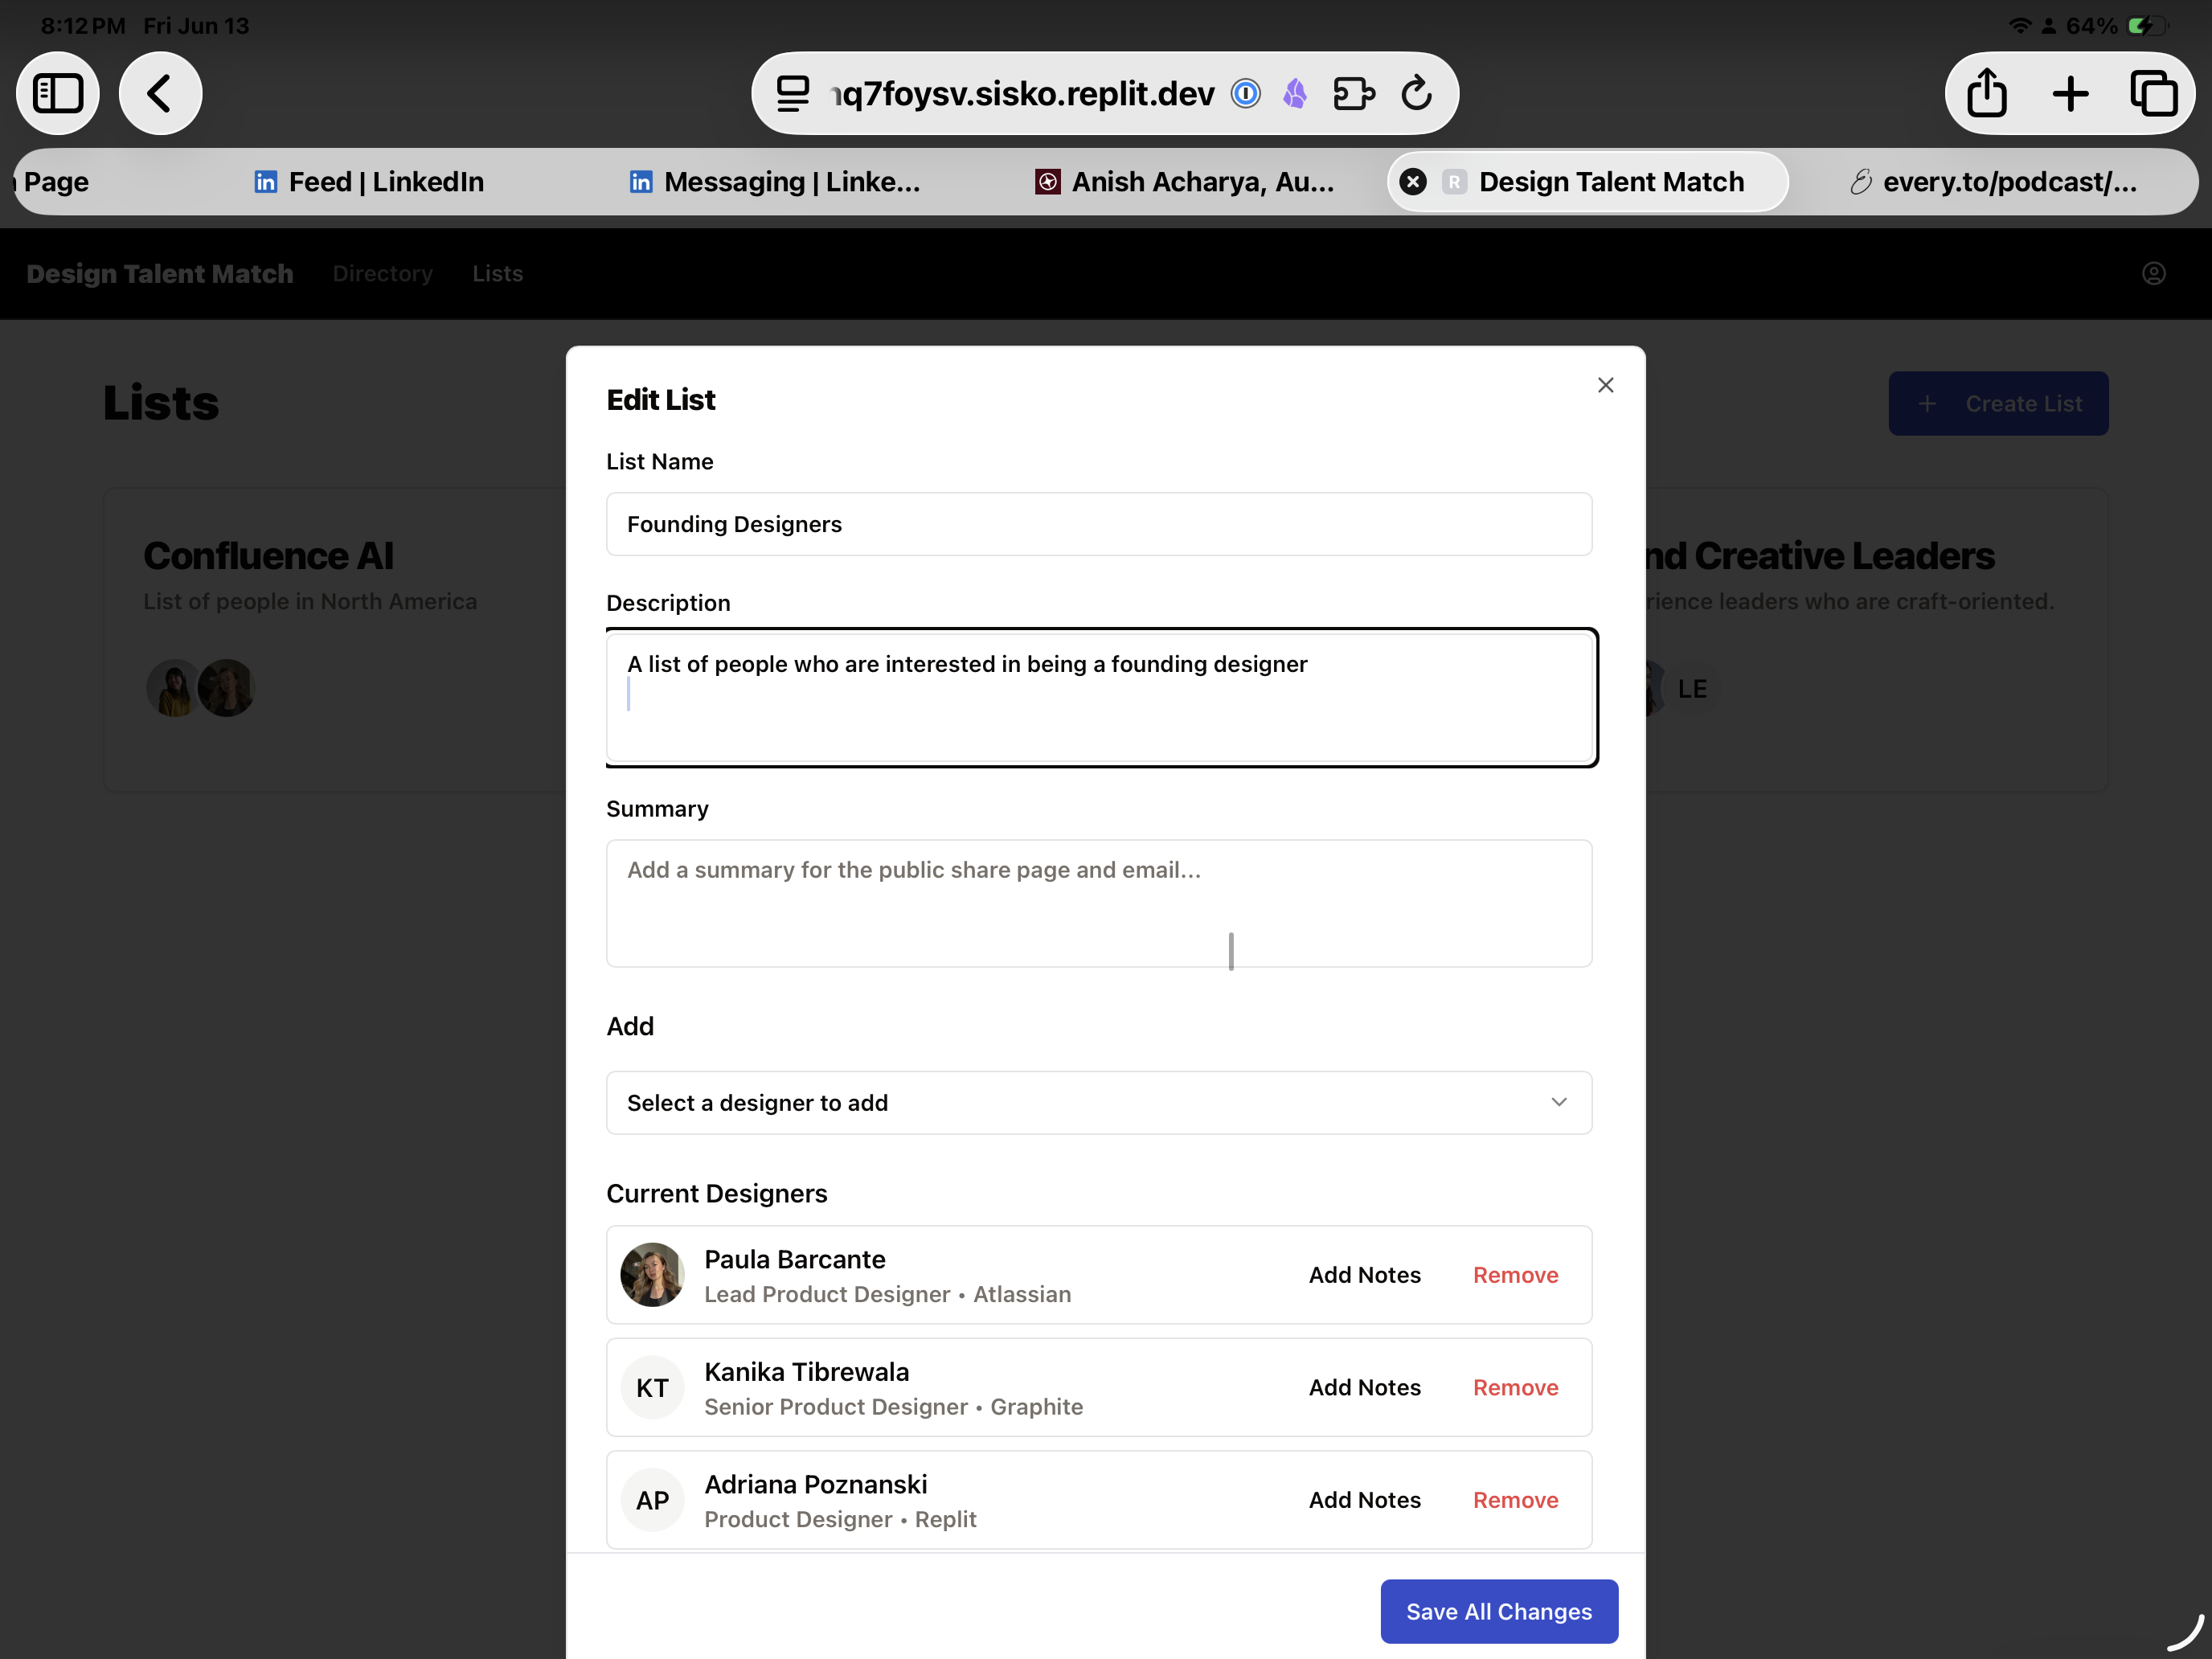 8:12 PM Fri Jun 13
64%
q7foysv.sisko.replit.dev
Page
Feed | LinkedIn
Messaging | Linke...
Anish Acharya, Au...
R Design Talent Match
every.to/podcast/...
Design Talent Match
Directory
Lists
Lists
+ Create List
Confluence AI
List of people in North America
nd Creative Leaders
rience leaders who are craft-oriented.
LE
Edit List
List Name
Founding Designers
Description
A list of people who are interested in being a founding designer
Summary
Add a summary for the public share page and email...
Add
Select a designer to add
Current Designers
Paula Barcante
Lead Product Designer • Atlassian
Add Notes
Remove
KT
Kanika Tibrewala
Senior Product Designer • Graphite
Add Notes
Remove
AP
Adriana Poznanski
Product Designer • Replit
Add Notes
Remove
Save All Changes